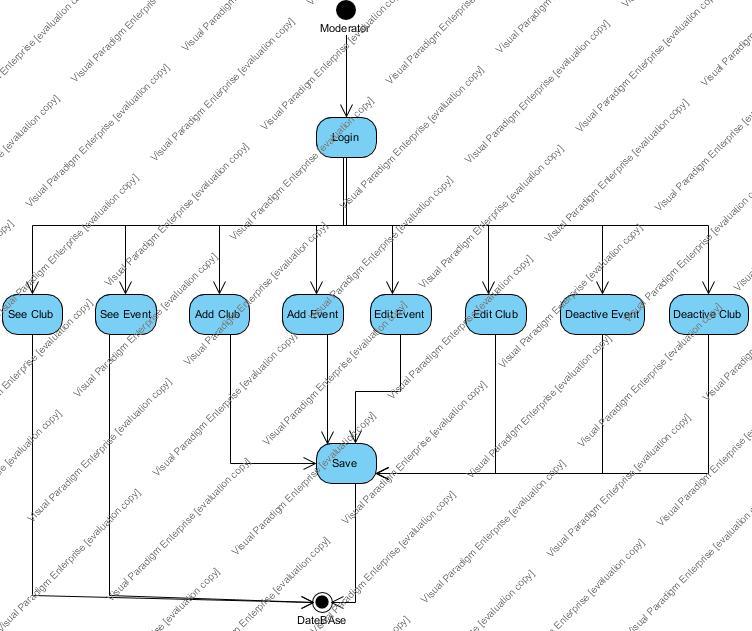 Moderator
Login
See Club
See Event
Add Club
Add Event
Edit Event
Edit Club
Deactive Event
Deactive Club
Save
DateBAse
Visual Paradigm Enterprise [evaluation copy]